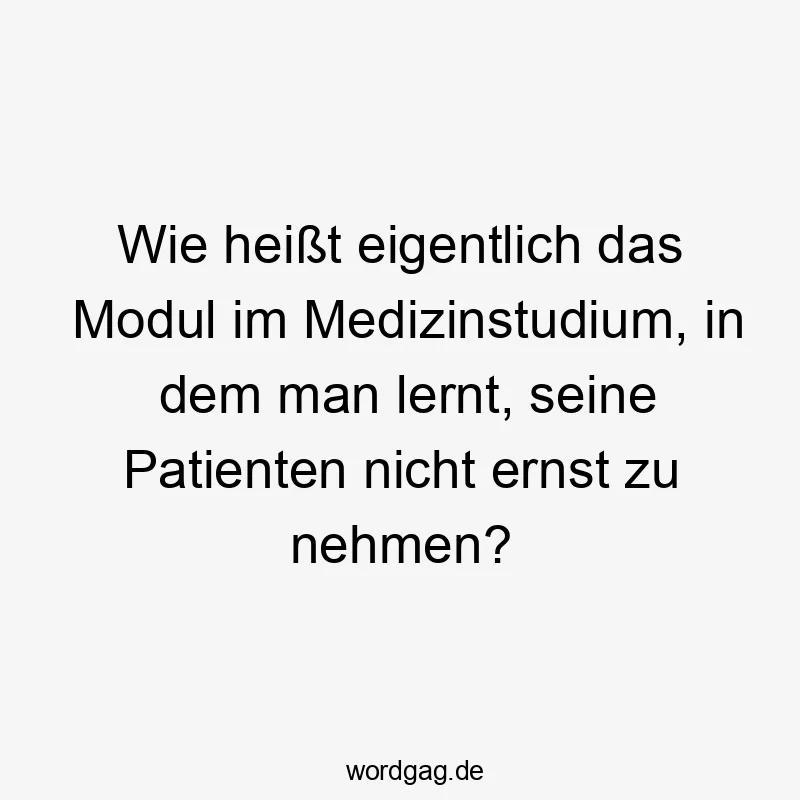 Wie heißt eigentlich das
Modul im Medizinstudium, in
dem man lernt, seine
Patienten nicht ernst zu
nehmen?
wordgag.de